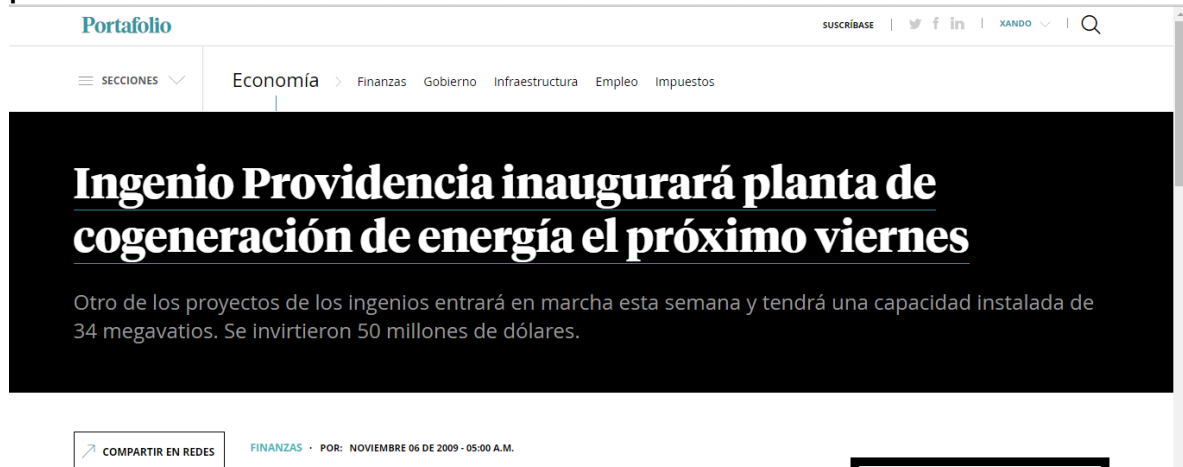 Portafolio
SUSCRÍBASE | f in | XANDO |
SECCIONES
Economía > Finanzas Gobierno Infraestructura Empleo Impuestos
Ingenio Providencia inaugurará planta de
cogeneración de energía el próximo viernes
Otro de los proyectos de los ingenios entrará en marcha esta semana y tendrá una capacidad instalada de
34 megavatios. Se invirtieron 50 millones de dólares.
COMPARTIR EN REDES
FINANZAS · POR: NOVIEMBRE 06 DE 2009 - 05:00 A.M.